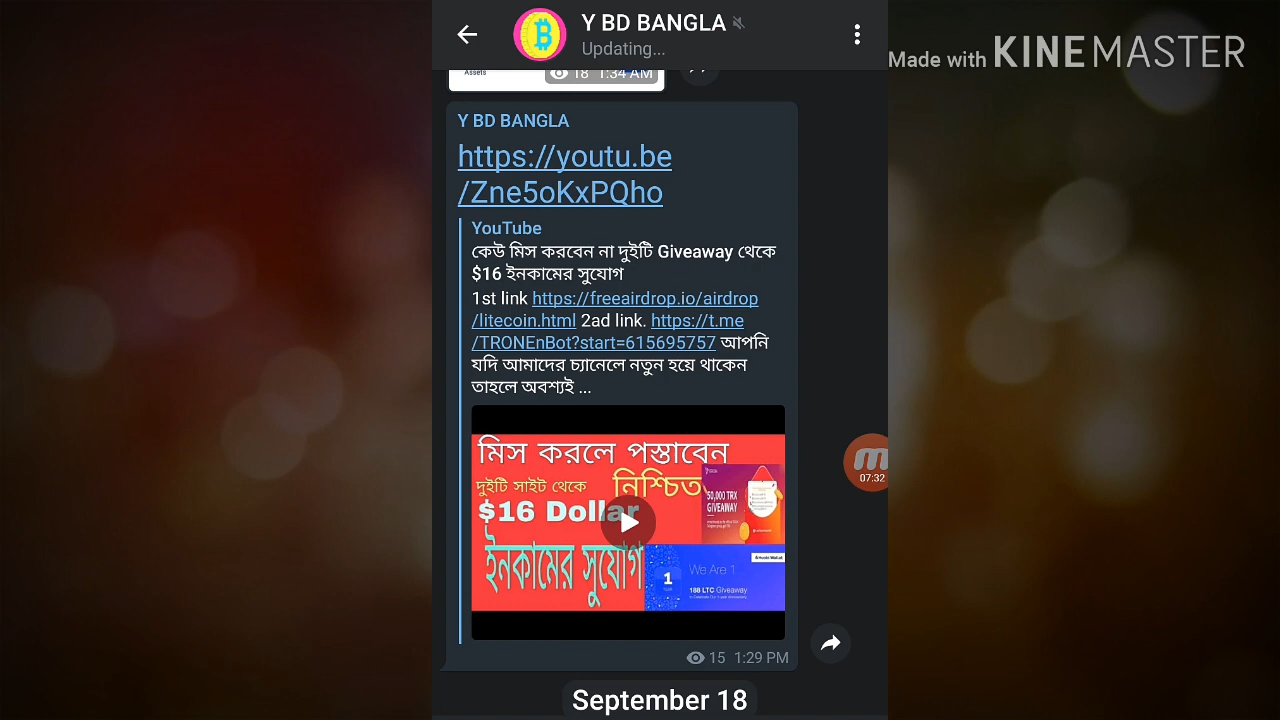 Y BD BANGLA
Updating...
Made with KINEMASTER
Assets
18 1:34 AM
Y BD BANGLA
https://youtu.be
/Zne5oKxPQho
YouTube
কেউ মিস করবেন না দুইটি Giveaway থেকে
$16 ইনকামের সুযোগ
1st link https://freeairdrop.io/airdrop
/litecoin.html 2ad link. https://t.me
/TRONEnBot?start=615695757 আপনি
যদি আমাদের চ্যানেলে নতুন হয়ে থাকেন
তাহলে অবশ্যই ...
মিস করলে পস্তাবেন
দুইটি সাইট থেকে নিশ্চিত
$16 Dollar
50,000 TRX
GIVEAWAY
ইনকামের সুযোগ
We Are 1
1
188 LTC Giveaway
07:32
15 1:29 PM
September 18